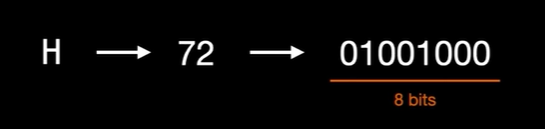 H → 72 → 01001000
8 bits